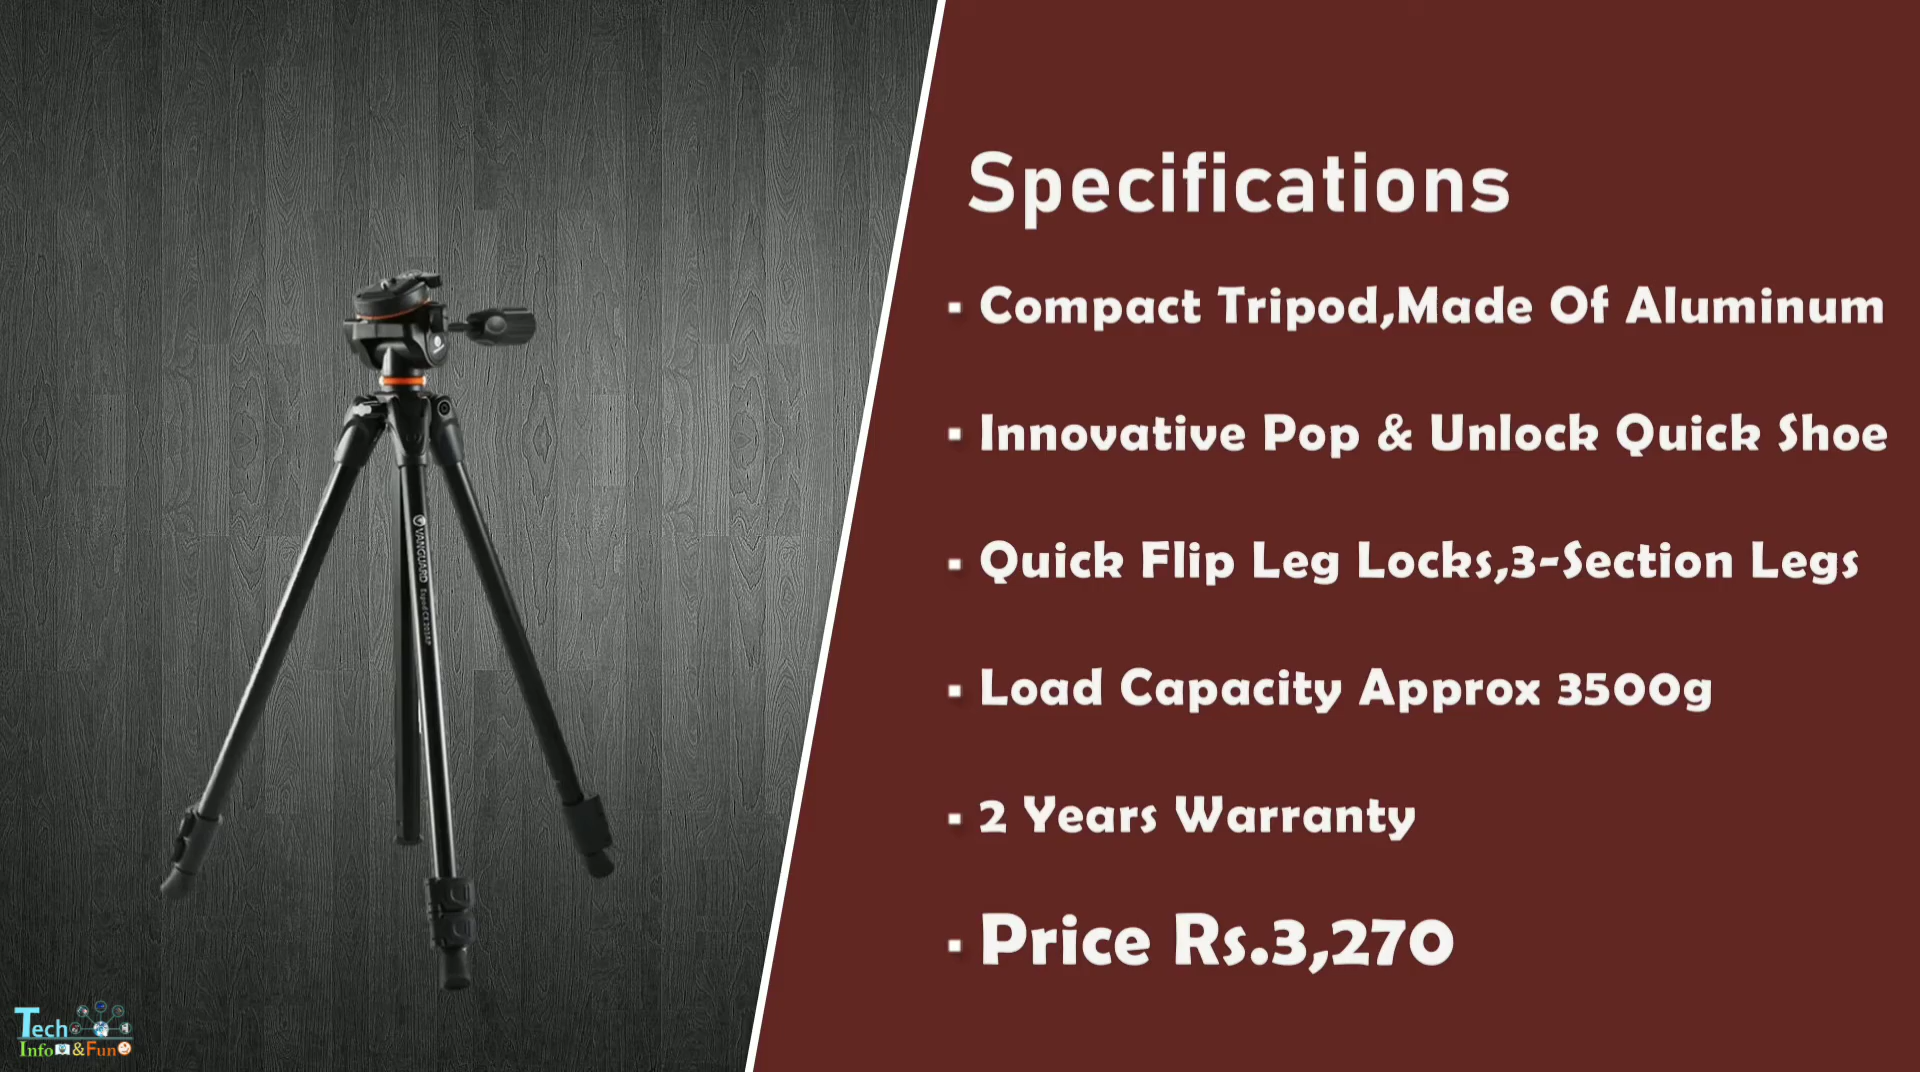 Specifications
▪ Compact Tripod,Made Of Aluminum
▪ Innovative Pop & Unlock Quick Shoe
▪ Quick Flip Leg Locks,3-Section Legs
▪ Load Capacity Approx 3500g
▪ 2 Years Warranty
▪ Price Rs.3,270
VANGUARD
Tech
Info & Fun